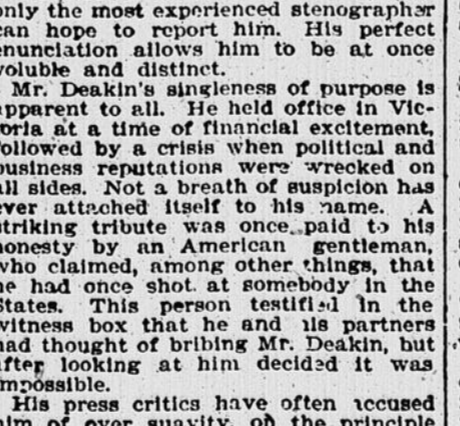 only the most experienced stenographer
can hope to report him. His perfect
enunciation allows him to be at once
voluble and distinct.
Mr. Deakin's singleness of purpose is
apparent to all. He held office in Vic-
toria at a time of financial excitement,
followed by a crisis when political and
business reputations were wrecked on
all sides. Not a breath of suspicion has
ever attached itself to his name. A
striking tribute was once paid to his
honesty by an American gentleman,
who claimed, among other things, that
he had once shot at somebody in the
States. This person testified in the
witness box that he and his partners
had thought of bribing Mr. Deakin, but
after looking at him decided it was
impossible.
His press critics have often accused
him of over suavity, on the principle